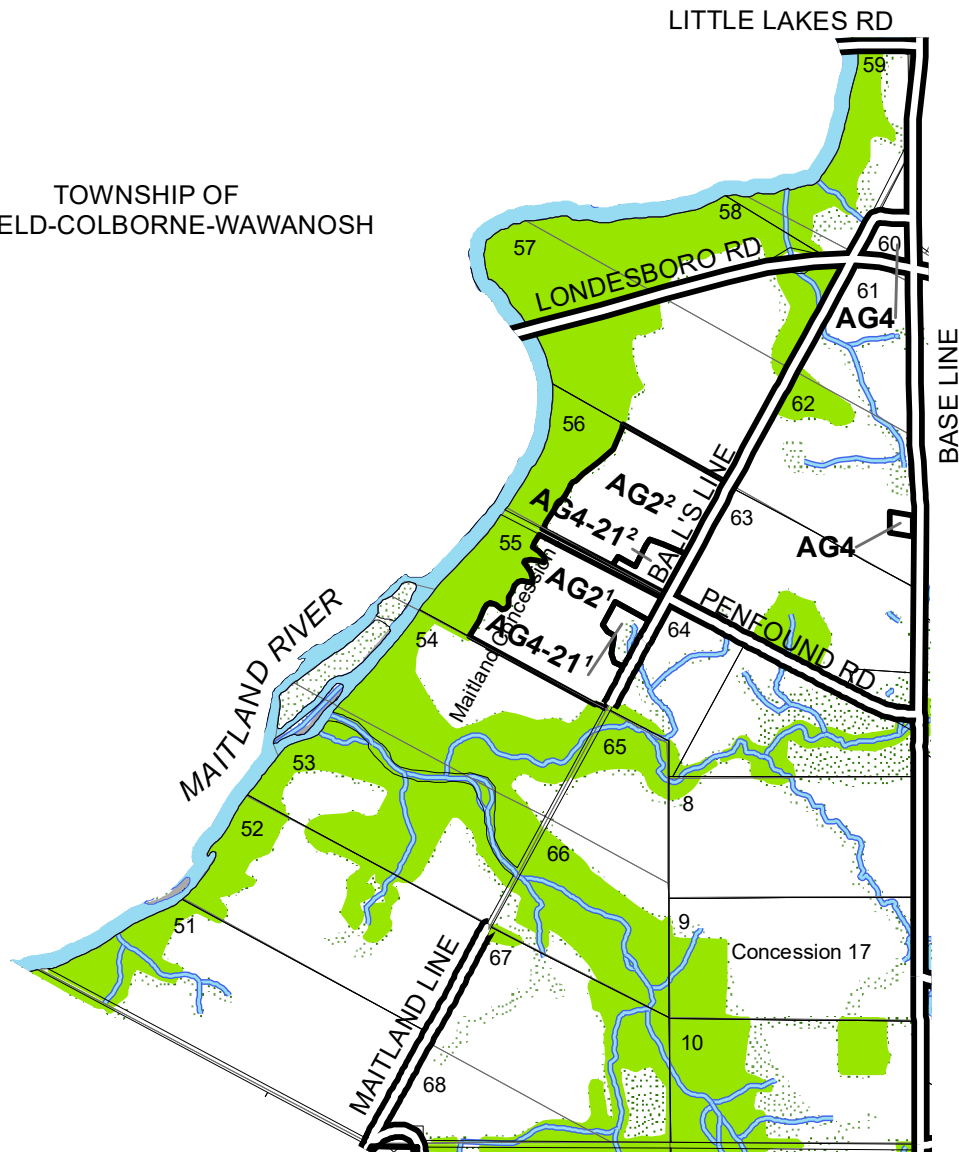 LITTLE LAKES RD
59
TOWNSHIP OF
ELD-COLBORNE-WAWANOSH
58
57
60
LONDESBORO RD
61
AG4
BASE LINE
62
56
AG2²
BALL'S LINE
AG4-21²
63
55
AG4
Maitland Concession
AG2¹
PENFOUND RD
64
AG4-21¹
54
MAITLAND RIVER
65
53
8
52
66
51
9
Concession 17
67
MAITLAND LINE
10
68